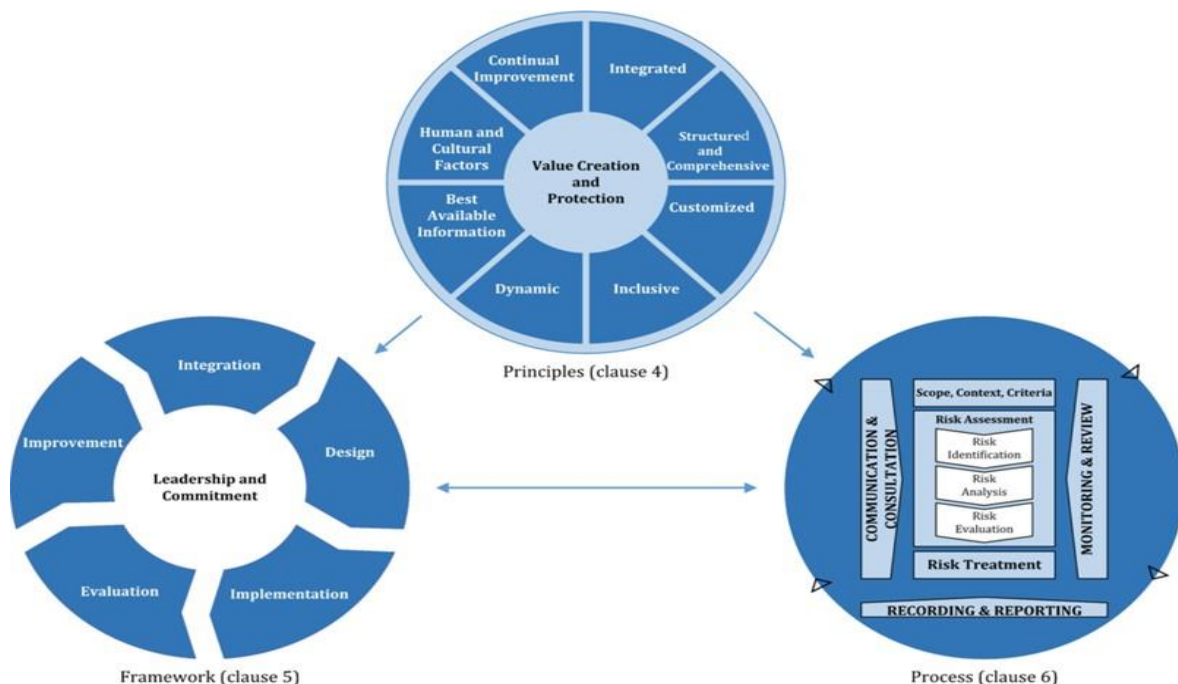 Continual
Improvement
Integrated
Human and
Cultural
Factors
Structured
and
Comprehensive
Value Creation
and
Protection
Best
Available
Information
Customized
Dynamic
Inclusive
Principles (clause 4)
Integration
Improvement
Design
Leadership and
Commitment
Evaluation
Implementation
Framework (clause 5)
Scope, Context, Criteria
Risk Assessment
Risk
Identification
Risk
Analysis
Risk
Evaluation
Risk Treatment
COMMUNICATION &
CONSULTATION
MONITORING & REVIEW
RECORDING & REPORTING
Process (clause 6)